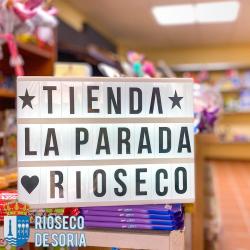 ★ TIENDA ★
LA PARADA
♥ RIOSECO
RIOSECO
DE SORIA